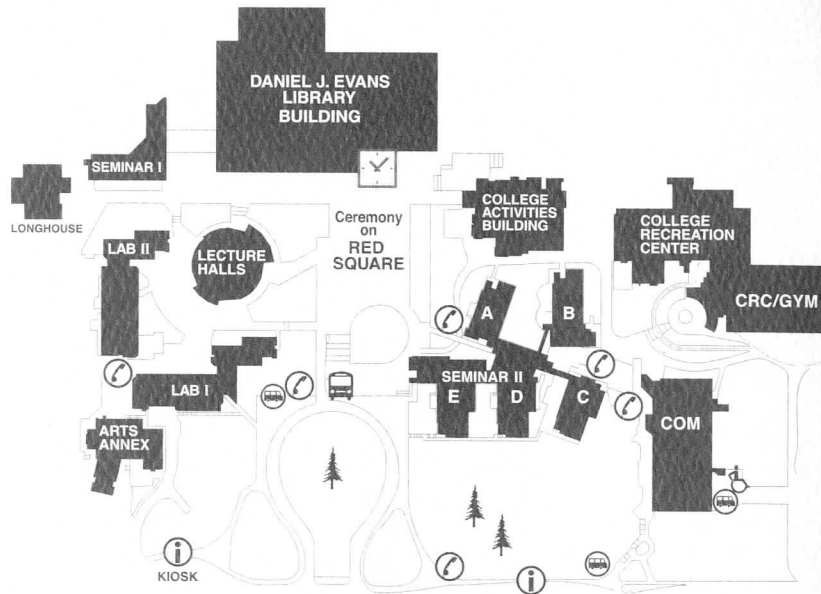 DANIEL J. EVANS
LIBRARY
BUILDING
SEMINAR I
LONGHOUSE
LAB II
LECTURE
HALLS
Ceremony
on
RED
SQUARE
COLLEGE
ACTIVITIES
BUILDING
COLLEGE
RECREATION
CENTER
CRC/GYM
A
B
SEMINAR II
E
D
C
LAB I
ARTS
ANNEX
COM
i
KIOSK
i